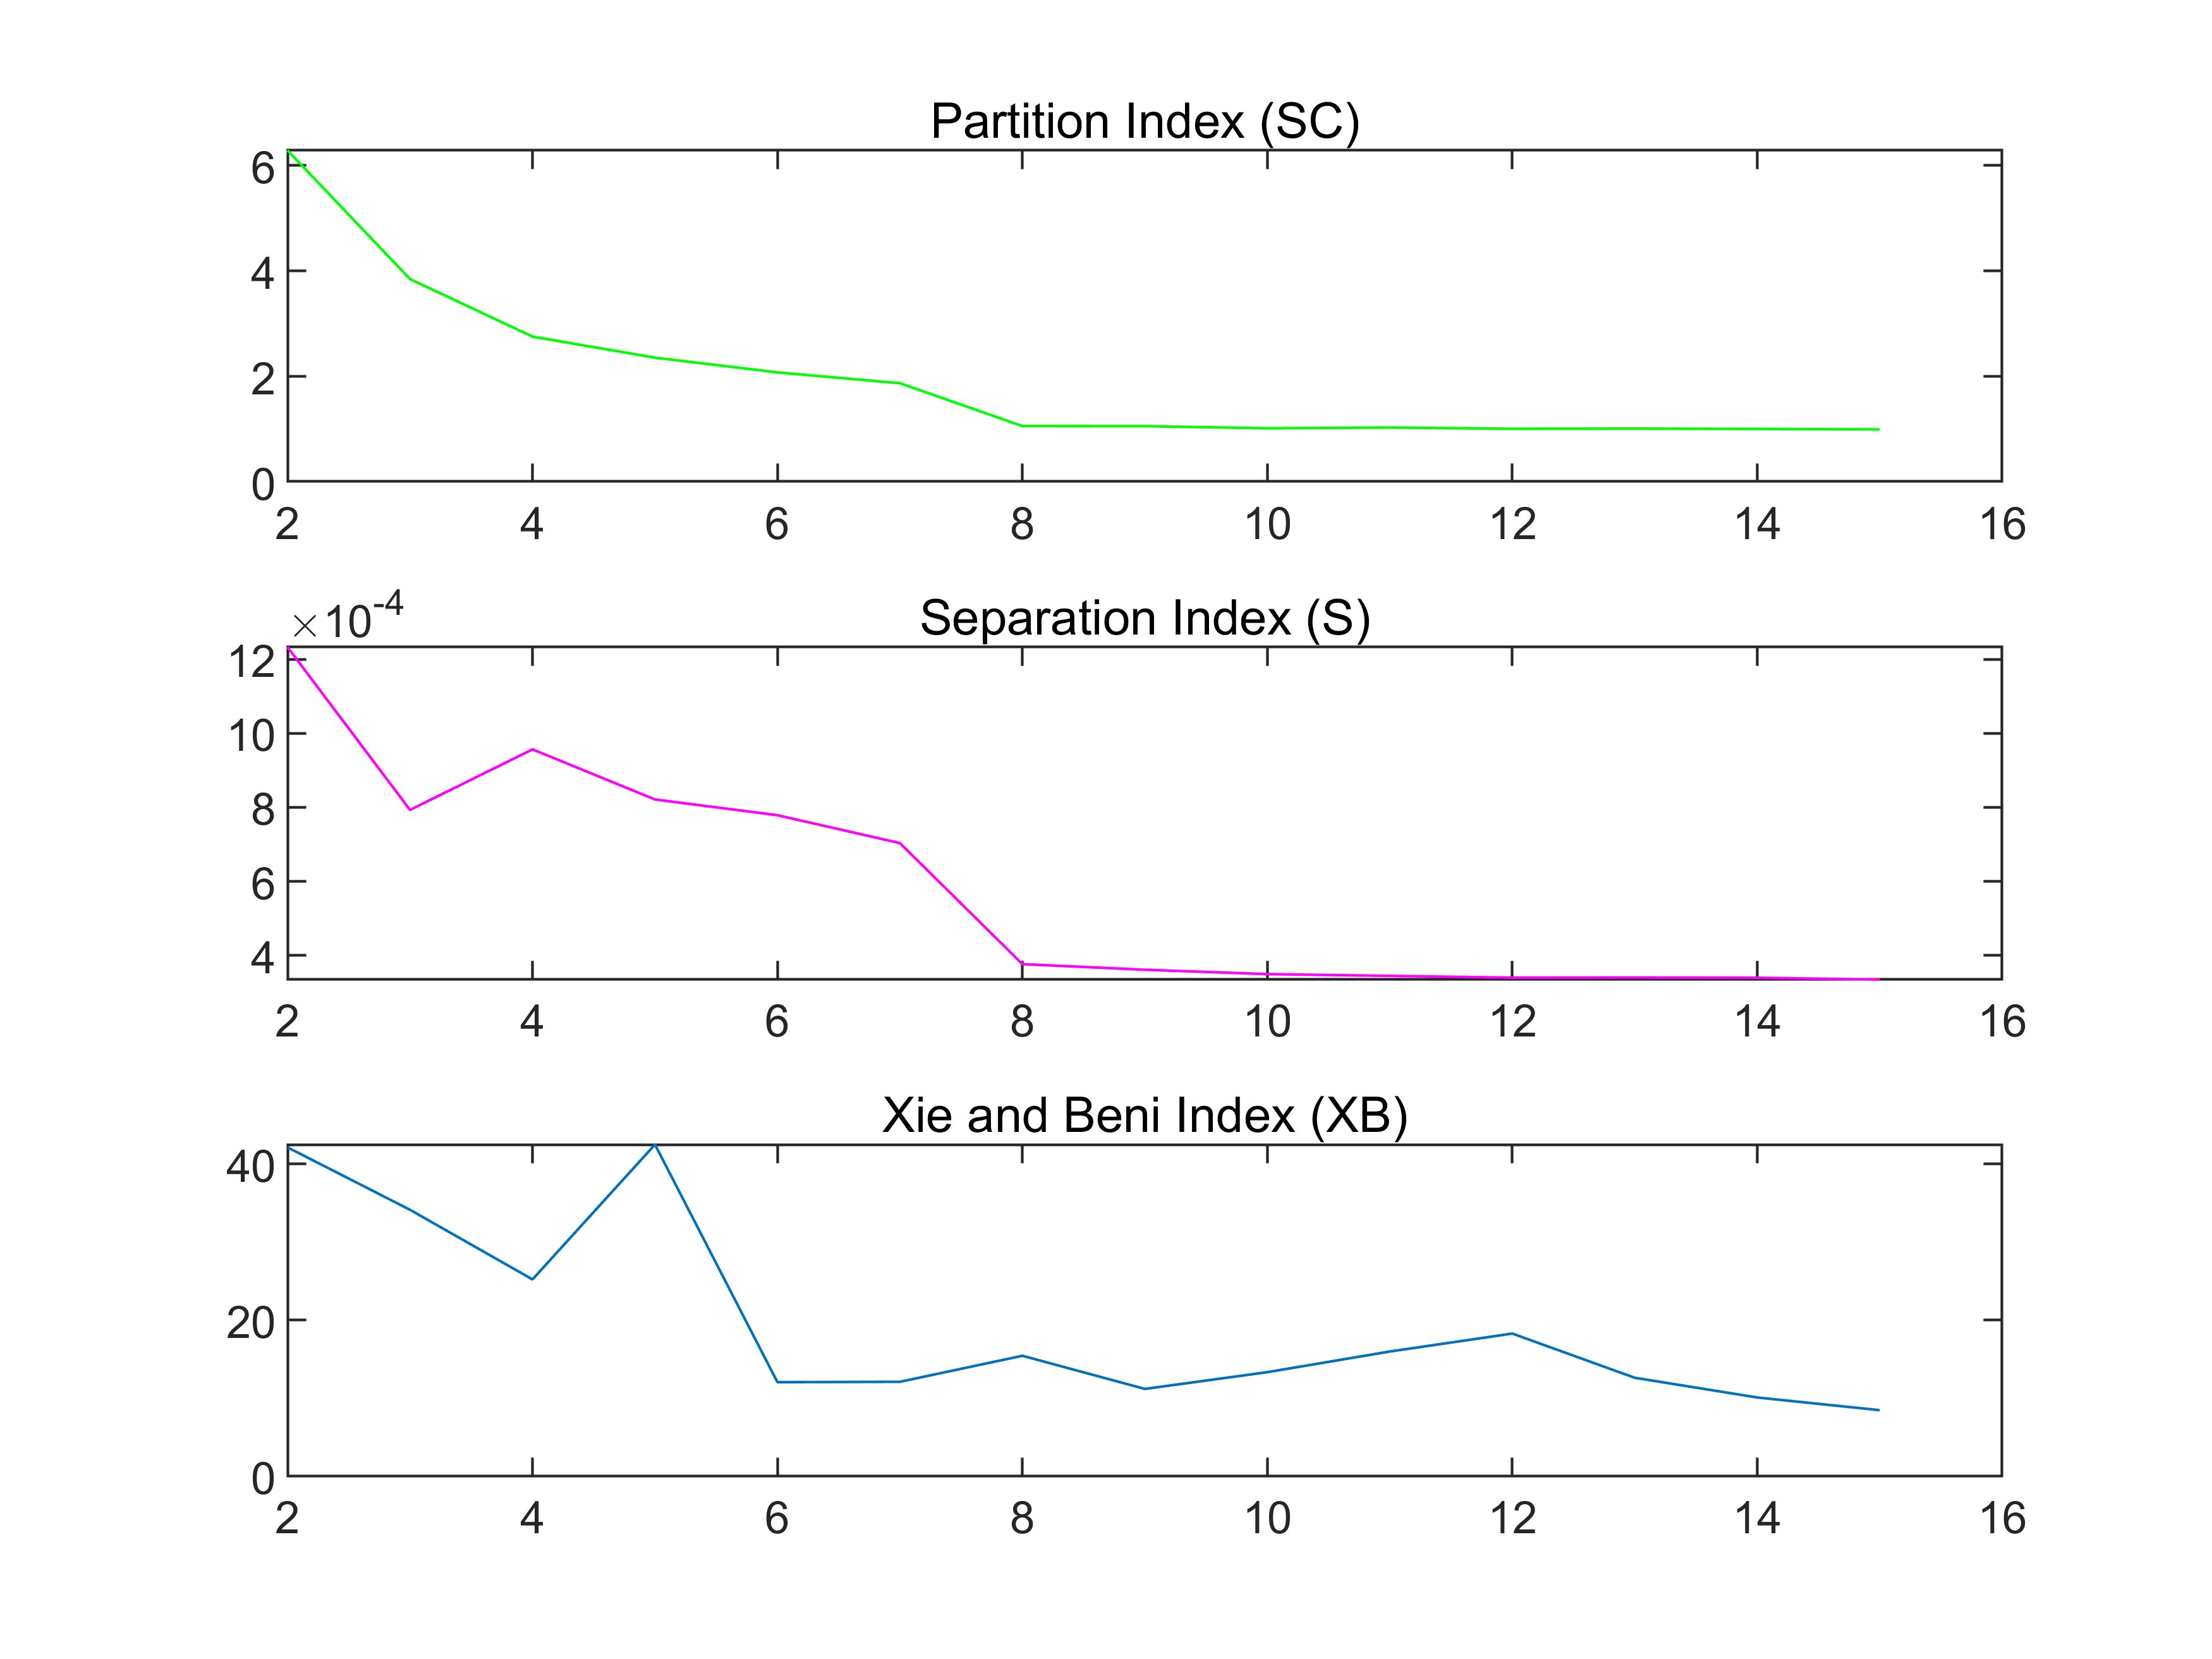 Partition Index (SC)
6
4
2
0
2 4 6 8 10 12 14 16
×10-4
Separation Index (S)
12
10
8
6
4
2 4 6 8 10 12 14 16
Xie and Beni Index (XB)
40
20
0
2 4 6 8 10 12 14 16